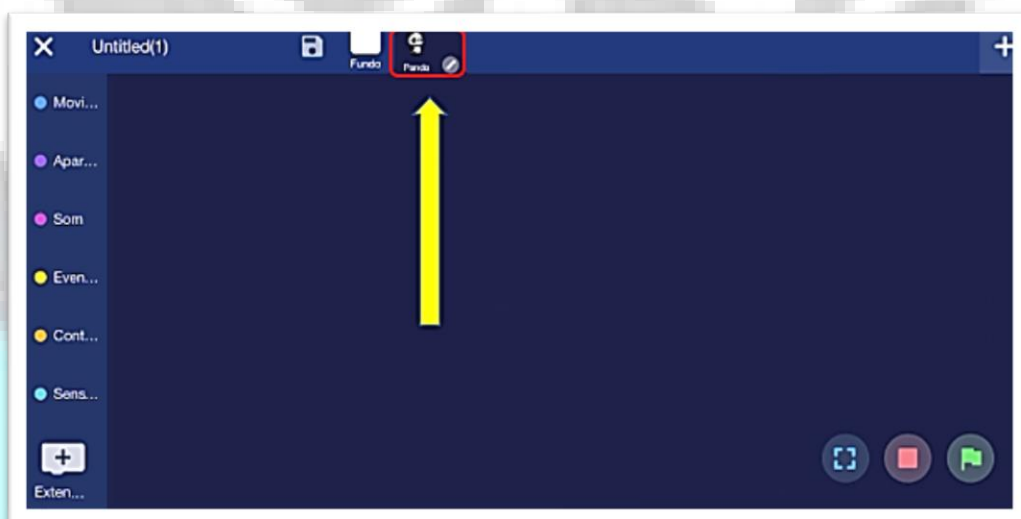 Untitled(1)
Fundo
Panda
Movi...
Apar...
Som
Even...
Cont...
Sens...
Exten...